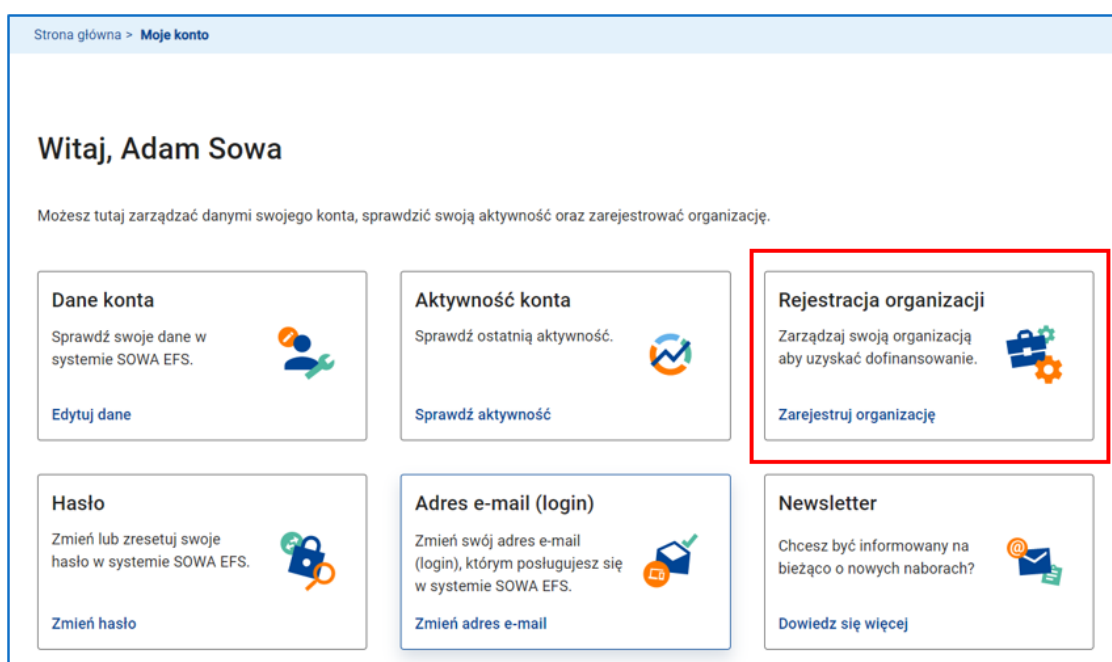 Strona główna > Moje konto
Witaj, Adam Sowa
Możesz tutaj zarządzać danymi swojego konta, sprawdzić swoją aktywność oraz zarejestrować organizację.
Dane konta
Sprawdź swoje dane w
systemie SOWA EFS.
Edytuj dane
Aktywność konta
Sprawdź ostatnią aktywność.
Sprawdź aktywność
Rejestracja organizacji
Zarządzaj swoją organizacją
aby uzyskać dofinansowanie.
Zarejestruj organizację
Hasło
Zmień lub zresetuj swoje
hasło w systemie SOWA EFS.
Zmień hasło
Adres e-mail (login)
Zmień swój adres e-mail
(login), którym posługujesz się
w systemie SOWA EFS.
Zmień adres e-mail
Newsletter
Chcesz być informowany na
bieżąco o nowych naborach?
Dowiedz się więcej